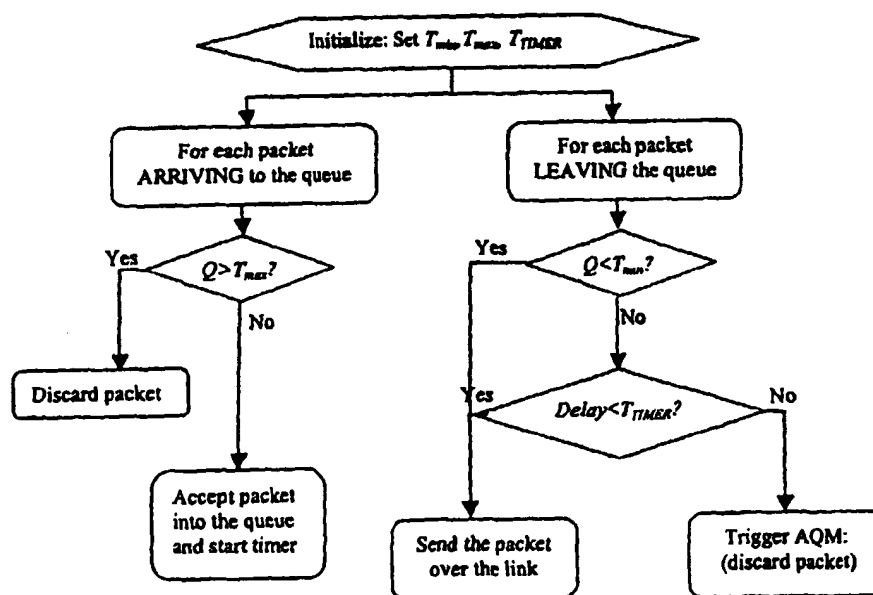 Initialize: Set Tmin, Tmax, TTIMER
For each packet
ARRIVING to the queue
For each packet
LEAVING the queue
Yes
Q>Tmax?
No
Yes
Q<Tmin?
No
Discard packet
Yes
Delay<TTIMER?
No
Accept packet
into the queue
and start timer
Send the packet
over the link
Trigger AQM:
(discard packet)